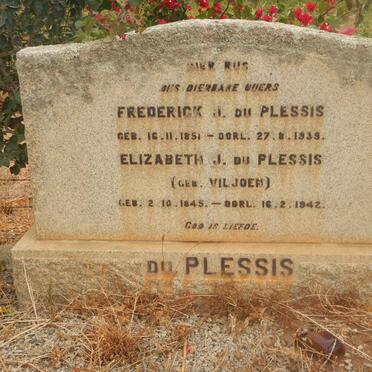 HIER RUS
ONS DIERBARE OUERS
FREDERICK J. DU PLESSIS
GEB. 16.11.1851 — OORL. 27.8.1939.
ELIZABETH J. DU PLESSIS
(GEB. VILJOEN)
GEB. 2.10.1845. — OORL. 16.2.1942.
GOD IS LIEFDE.
DU PLESSIS